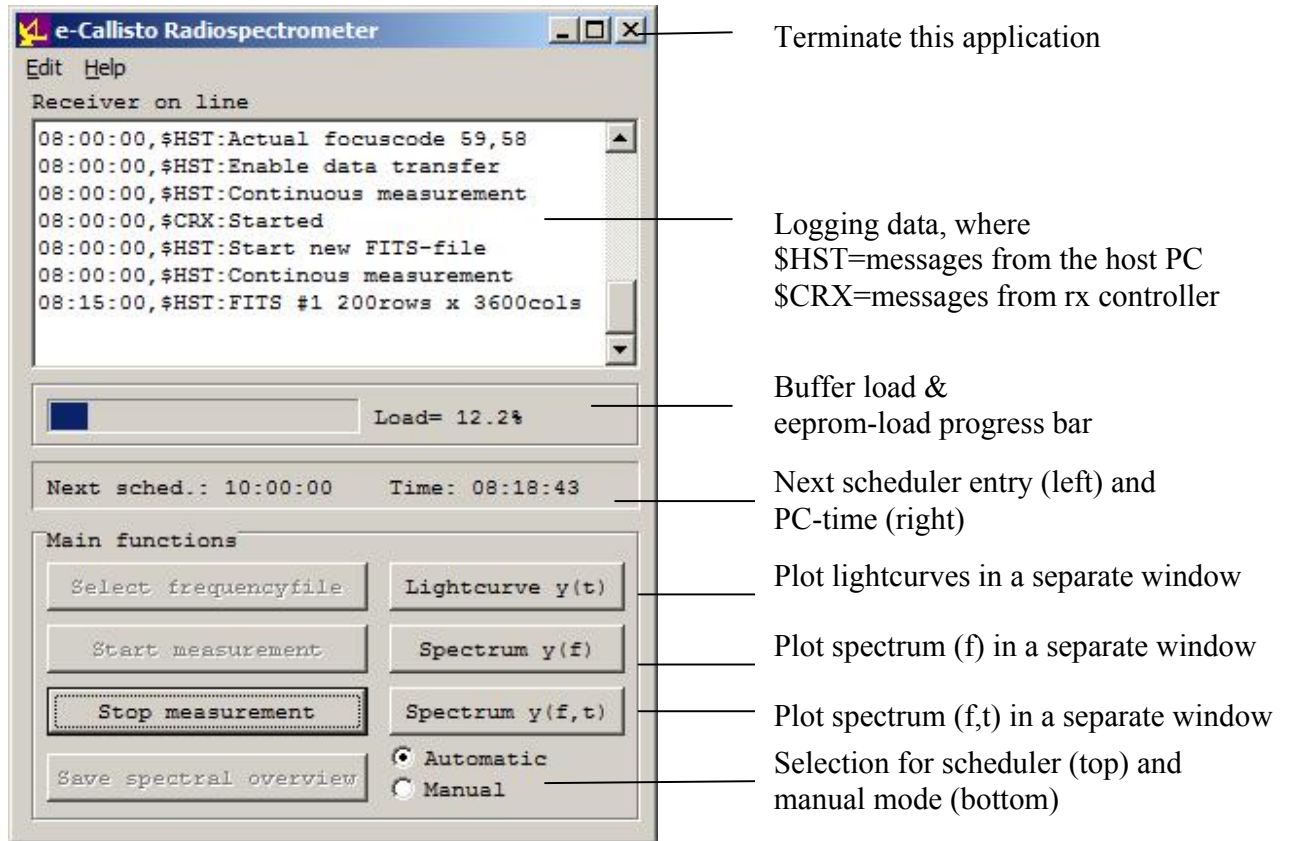 e-Callisto Radiospectrometer
Terminate this application
Edit Help
Receiver on line
08:00:00,$HST:Actual focuscode 59,58
08:00:00,$HST:Enable data transfer
08:00:00,$HST:Continuous measurement
08:00:00,$CRX:Started
08:00:00,$HST:Start new FITS-file
08:00:00,$HST:Continous measurement
08:15:00,$HST:FITS #1 200rows x 3600cols
Logging data, where
$HST=messages from the host PC
$CRX=messages from rx controller
Load= 12.2%
Buffer load &
eeprom-load progress bar
Next sched.: 10:00:00 Time: 08:18:43
Next scheduler entry (left) and
PC-time (right)
Main functions
Select frequencyfile Lightcurve y(t)
Plot lightcurves in a separate window
Start measurement Spectrum y(f)
Plot spectrum (f) in a separate window
Stop measurement Spectrum y(f,t)
Plot spectrum (f,t) in a separate window
Save spectral overview
Automatic
Manual
Selection for scheduler (top) and
manual mode (bottom)